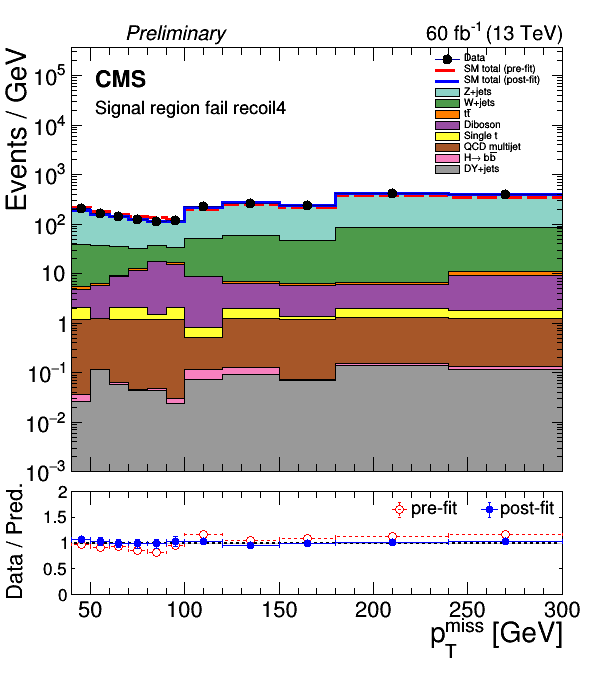 Preliminary 60 fb⁻¹ (13 TeV)
Events / GeV
CMS
Signal region fail recoil4
Data
SM total (pre-fit)
SM total (post-fit)
Z+jets
W+jets
tt̅
Diboson
Single t
QCD multijet
H→ bb̅
DY+jets
10⁵
10⁴
10³
10²
10
1
10⁻¹
10⁻²
10⁻³
Data / Pred.
pre-fit post-fit
2
1.5
1
0.5
0
50 100 150 200 250 300
p_T^miss [GeV]